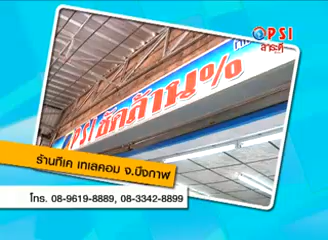 PSI
สาระดี
PSI ซักล้าน%
ร้านทีเค เทเลคอม จ.บึงกาฬ
โทร. 08-9619-8889, 08-3342-8899